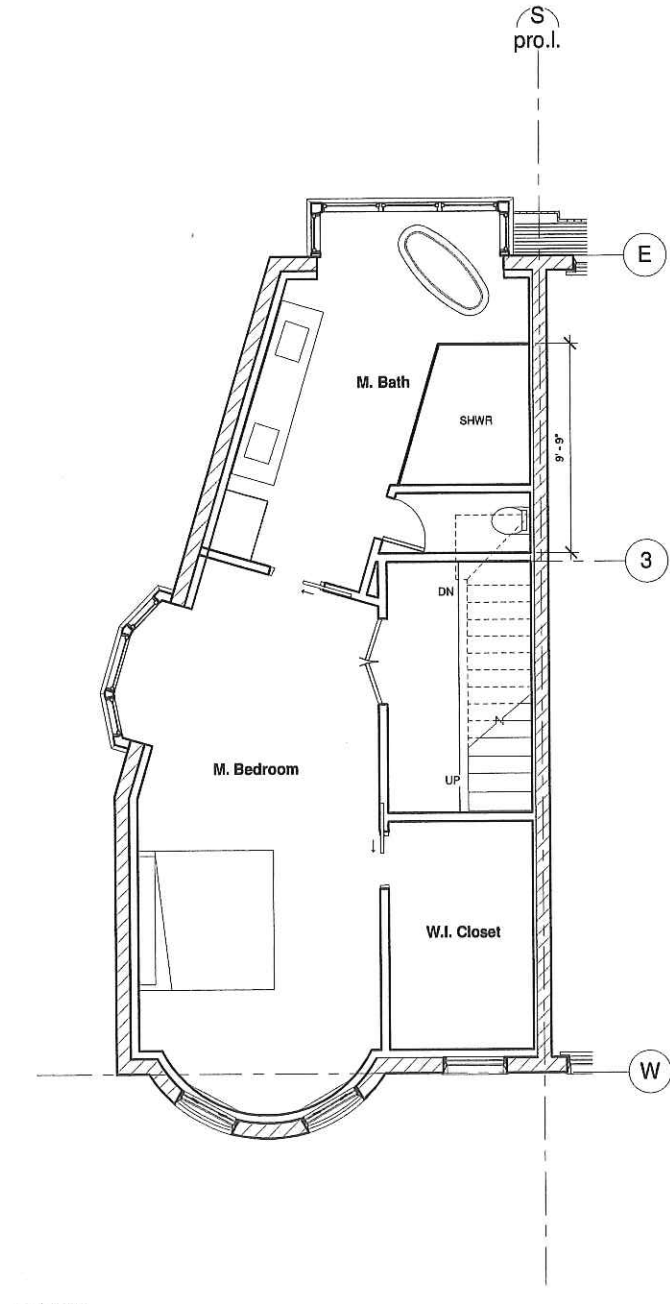 S
pro.l.
E
M. Bath
SHWR
9' - 9"
3
DN
M. Bedroom
UP
W.I. Closet
W